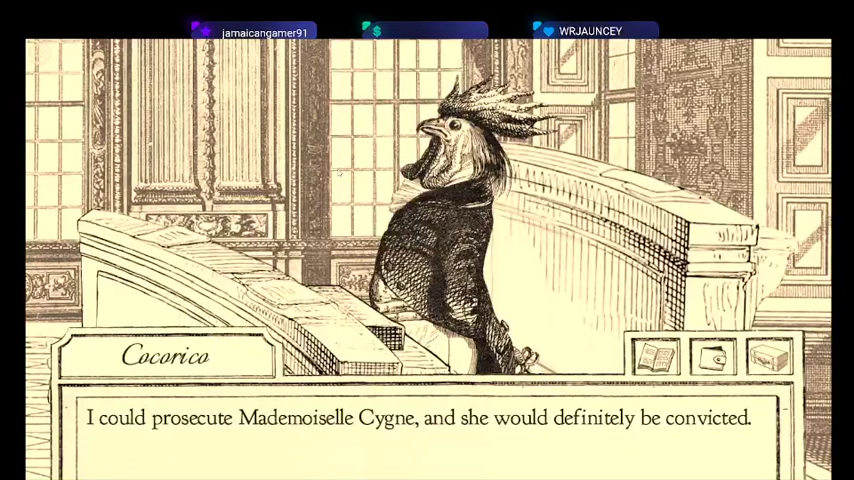 jamaicangamer91
$
WRJAUNCEY
Cocorico
I could prosecute Mademoiselle Cygne, and she would definitely be convicted.